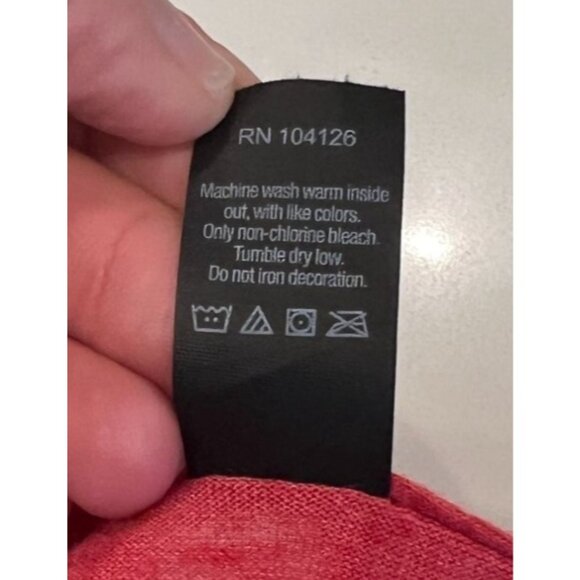 RN 104126
Machine wash warm inside
out, with like colors.
Only non-chlorine bleach.
Tumble dry low.
Do not iron decoration.